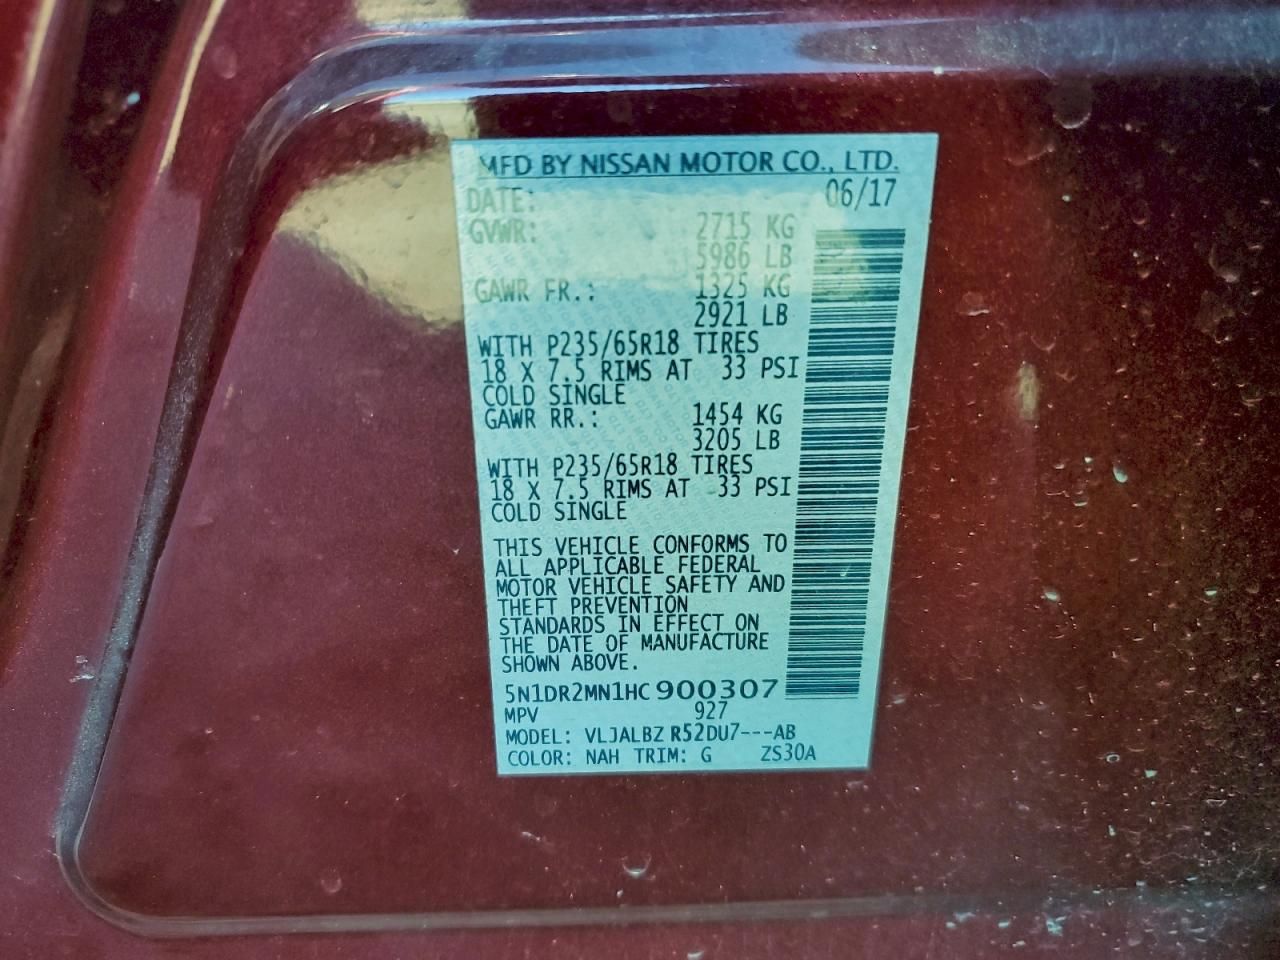 MFD BY NISSAN MOTOR CO., LTD.
DATE: 06/17
GVWR: 2715 KG
5986 LB
GAWR FR.: 1325 KG
2921 LB
WITH P235/65R18 TIRES
18 X 7.5 RIMS AT 33 PSI
COLD SINGLE
GAWR RR.: 1454 KG
3205 LB
WITH P235/65R18 TIRES
18 X 7.5 RIMS AT 33 PSI
COLD SINGLE
THIS VEHICLE CONFORMS TO
ALL APPLICABLE FEDERAL
MOTOR VEHICLE SAFETY AND
THEFT PREVENTION
STANDARDS IN EFFECT ON
THE DATE OF MANUFACTURE
SHOWN ABOVE.
5N1DR2MN1HC900307
MPV 927
MODEL: VLJALBZ R52DU7---AB
COLOR: NAH TRIM: G ZS30A